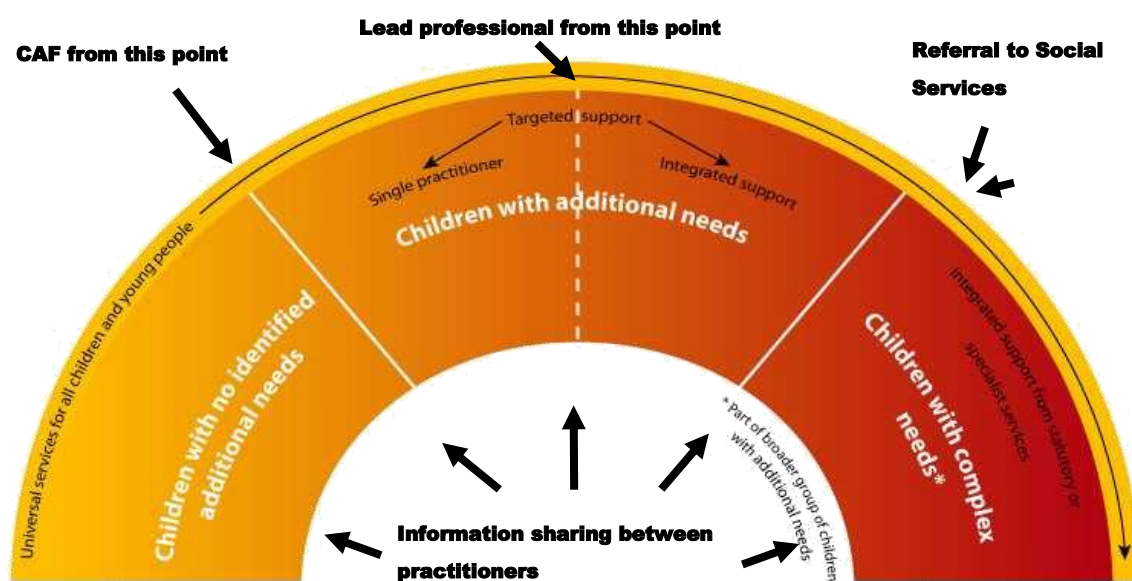 Lead professional from this point
CAF from this point
Referral to Social
Services
Targeted support
Single practitioner
Integrated support
Children with additional needs
Universal services for all children and young people
Children with no identified
additional needs
Children with complex
needs*
Integrated support from statutory or
specialist services
* Part of broader group of children
with additional needs
Information sharing between
practitioners